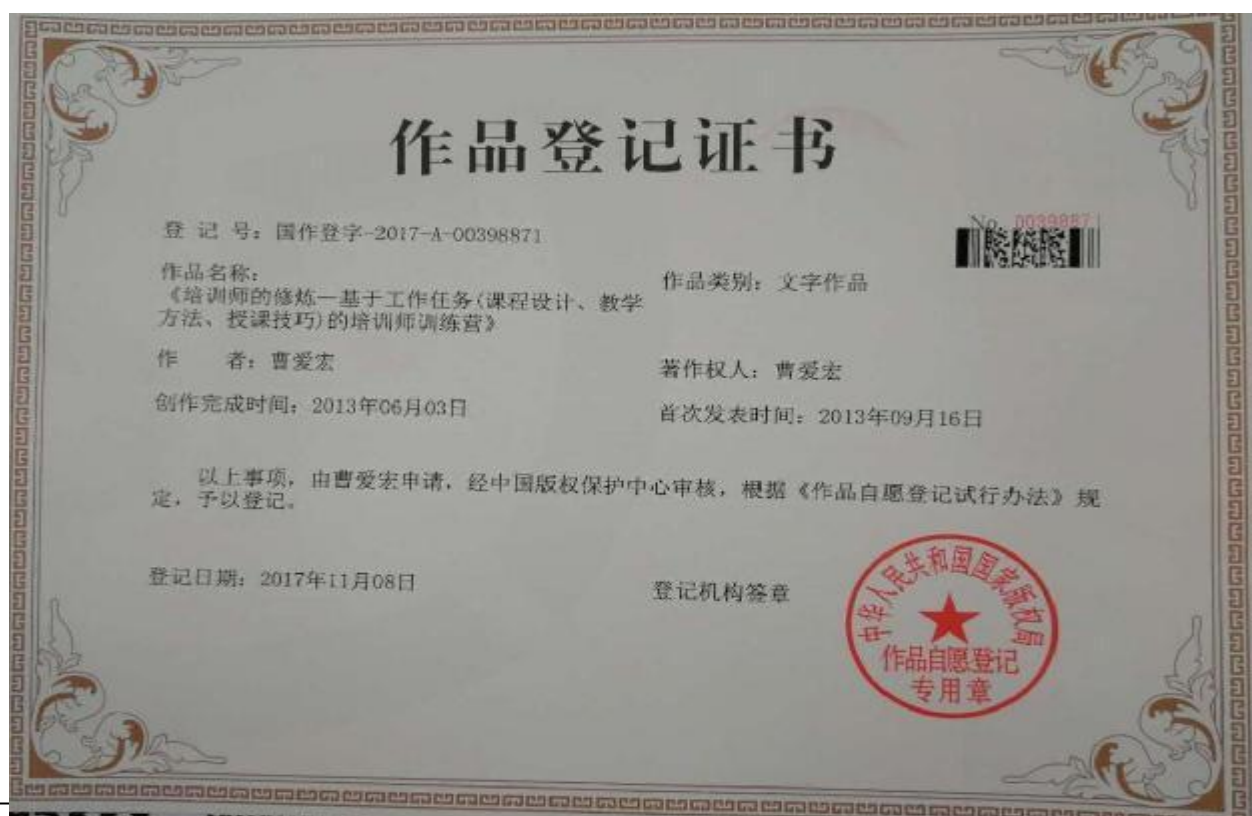 作品登记证书
登 记 号：国作登字-2017-A-00398871
No. 00398871
作品名称：
《培训师的修炼—基于工作任务(课程设计、教学
方法、授课技巧)的培训师训练营》
作品类别：文字作品
作 者：曹爱宏
著作权人：曹爱宏
创作完成时间：2013年06月03日
首次发表时间：2013年09月16日
以上事项，由曹爱宏申请，经中国版权保护中心审核，根据《作品自愿登记试行办法》规
定，予以登记。
登记日期：2017年11月08日
登记机构签章
中华人民共和国国家版权局
作品自愿登记
专用章